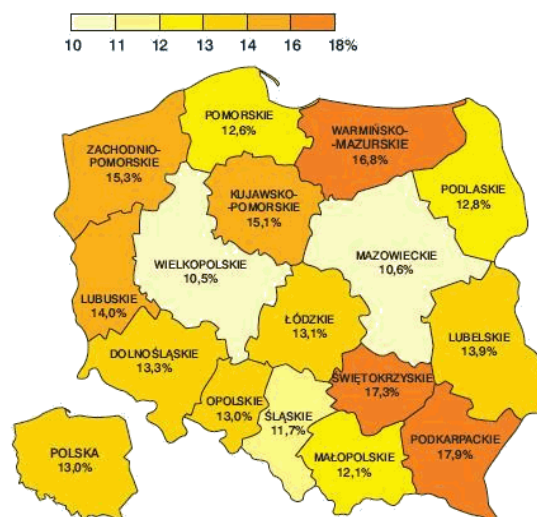 10 11 12 13 14 16 18%
POMORSKIE
12,6%
WARMIŃSKO-
-MAZURSKIE
16,8%
ZACHODNIO-
POMORSKIE
15,3%
KUJAWSKO-
-POMORSKIE
15,1%
PODLASKIE
12,8%
WIELKOPOLSKIE
10,5%
MAZOWIECKIE
10,6%
LUBUSKIE
14,0%
ŁÓDZKIE
13,1%
LUBELSKIE
13,9%
DOLNOŚLĄSKIE
13,3%
OPOLSKIE
13,0%
ŚLĄSKIE
11,7%
ŚWIĘTOKRZYSKIE
17,3%
MAŁOPOLSKIE
12,1%
PODKARPACKIE
17,9%
POLSKA
13,0%